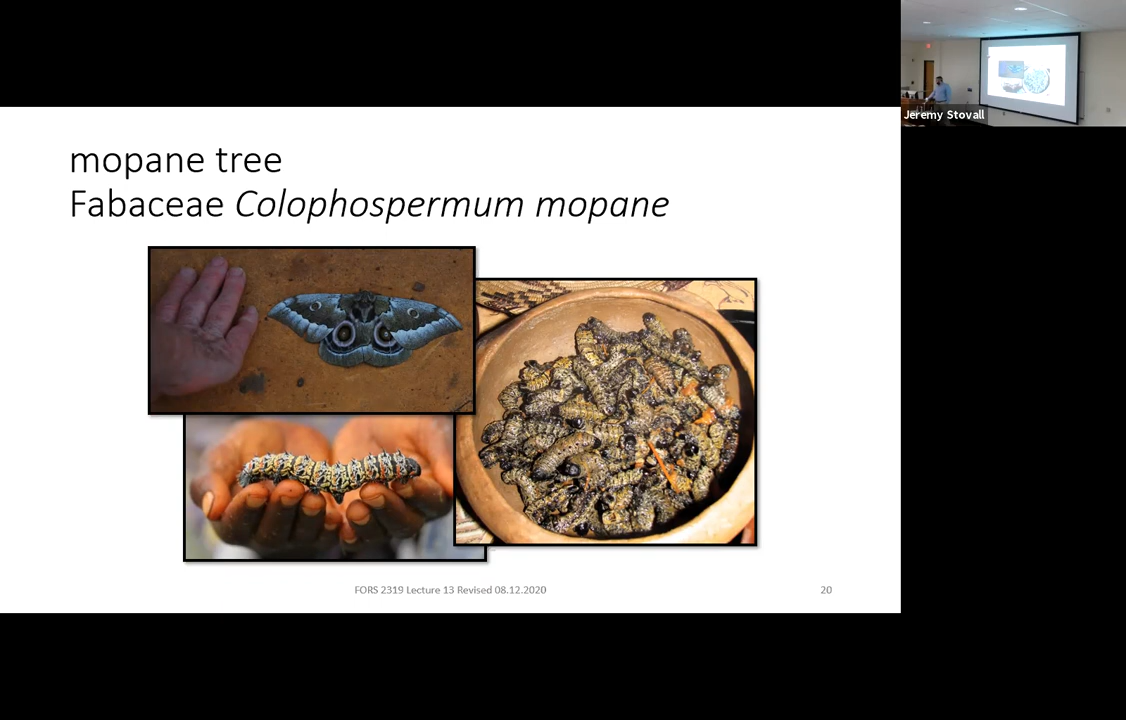 mopane tree
Fabaceae Colophospermum mopane
FORS 2319 Lecture 13 Revised 08.12.2020
20
Jeremy Stovall